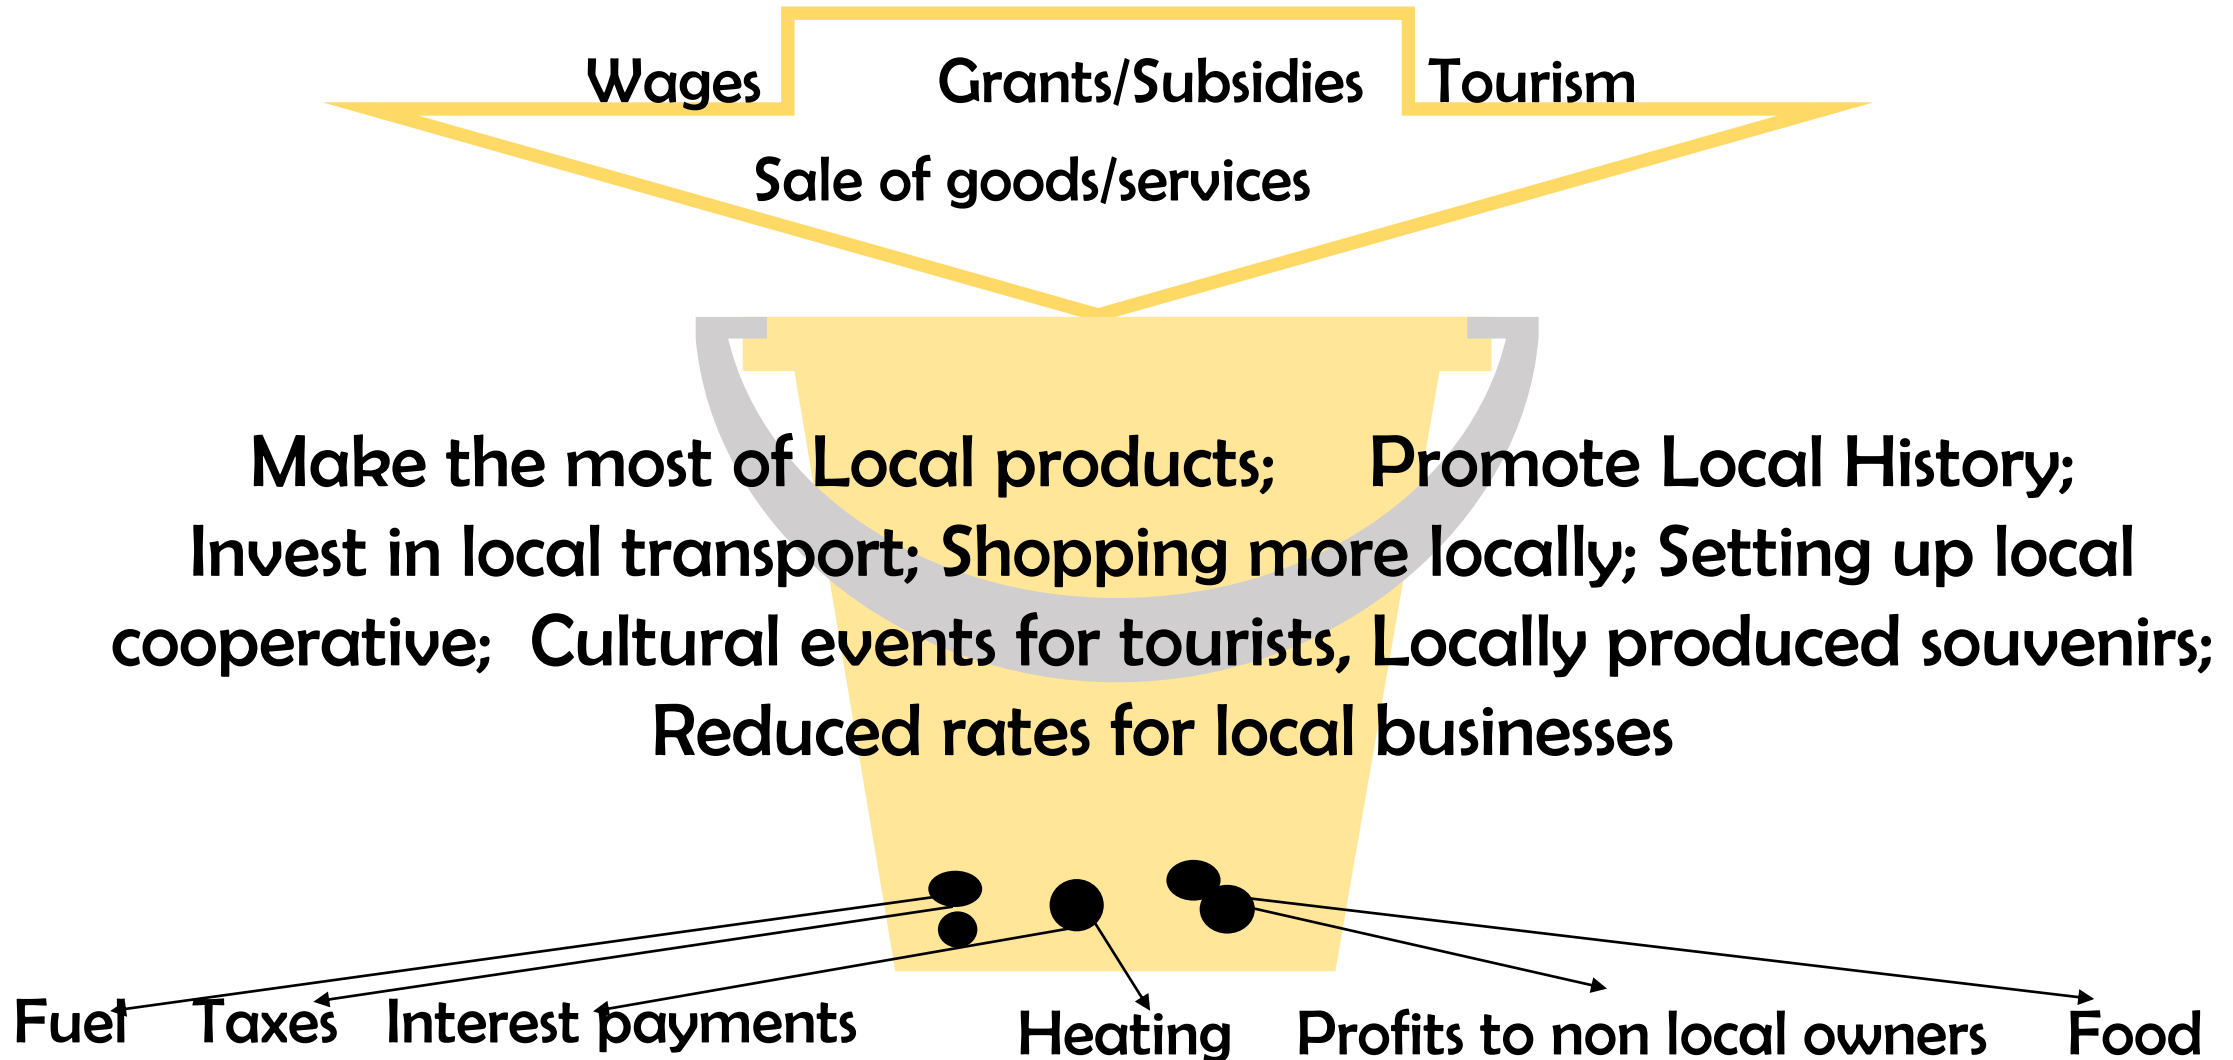 Wages Grants/Subsidies Tourism
Sale of goods/services
Make the most of Local products; Promote Local History;
Invest in local transport; Shopping more locally; Setting up local
cooperative; Cultural events for tourists, Locally produced souvenirs;
Reduced rates for local businesses
Fuel Taxes Interest payments Heating Profits to non local owners Food